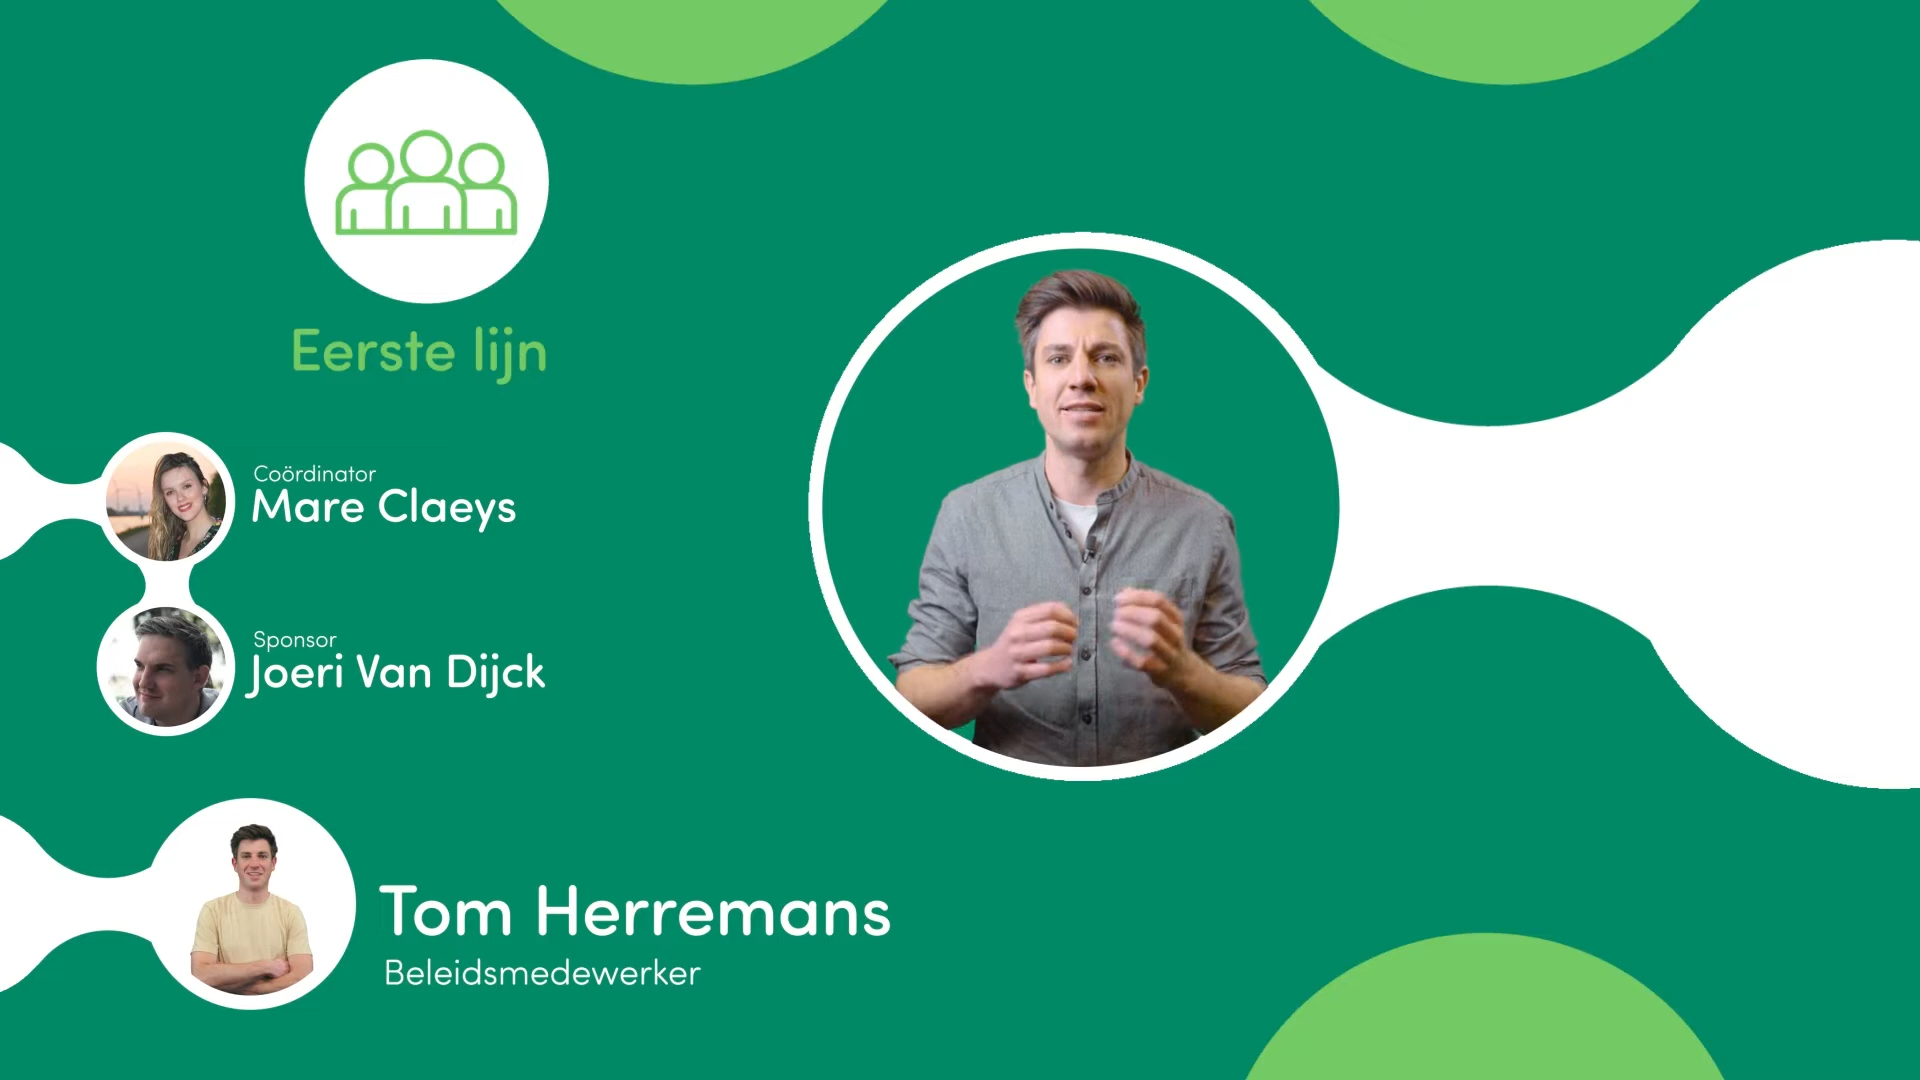 Eerste lijn
Coördinator
Mare Claeys
Sponsor
Joeri Van Dijck
Tom Herremans
Beleidsmedewerker